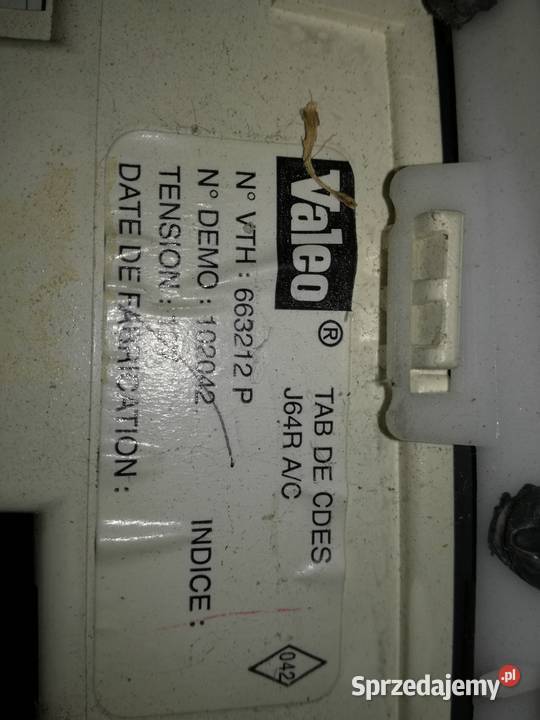 Valeo®
TAB DE CDES
J64R A/C
N° VTH : 663212 P
N° DEMO : 102042
INDICE :
TENSION :
DATE DE FABRICATION :
042
Sprzedajemy.pl